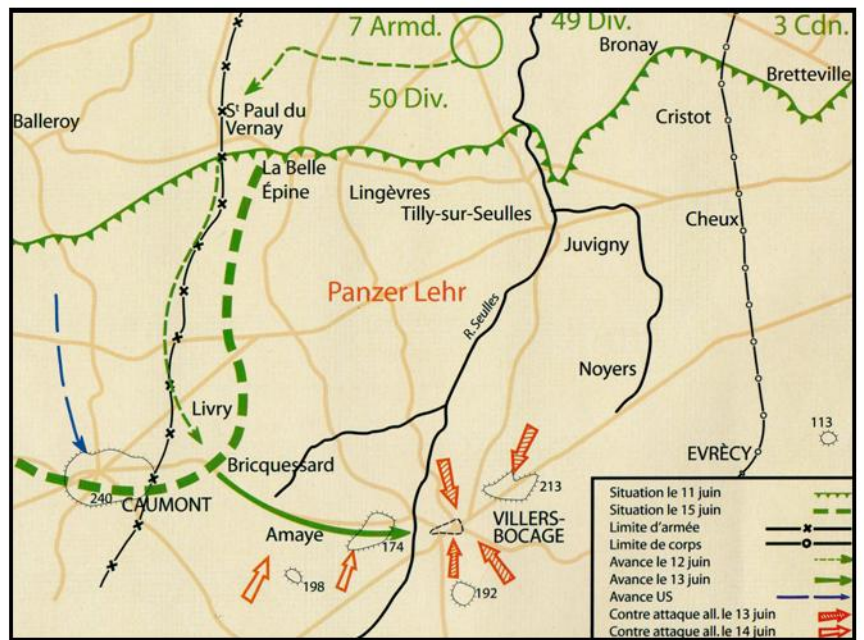 7 Armd.
49 Div.
3 Cdn.
Bronay
Bretteville
50 Div.
Sᵗ Paul du
Vernay
Balleroy
Cristot
La Belle
Épine
Lingèvres
Tilly-sur-Seulles
Cheux
Juvigny
Panzer Lehr
R. Seulles
Noyers
Livry
113
Bricquessard
EVRÈCY
240
CAUMONT
213
VILLERS-
BOCAGE
Amaye
174
198
192
Situation le 11 juin
Situation le 15 juin
Limite d'armée
Limite de corps
Avance le 12 juin
Avance le 13 juin
Avance US
Contre attaque all. le 13 juin
Contre attaque all. le 14 juin